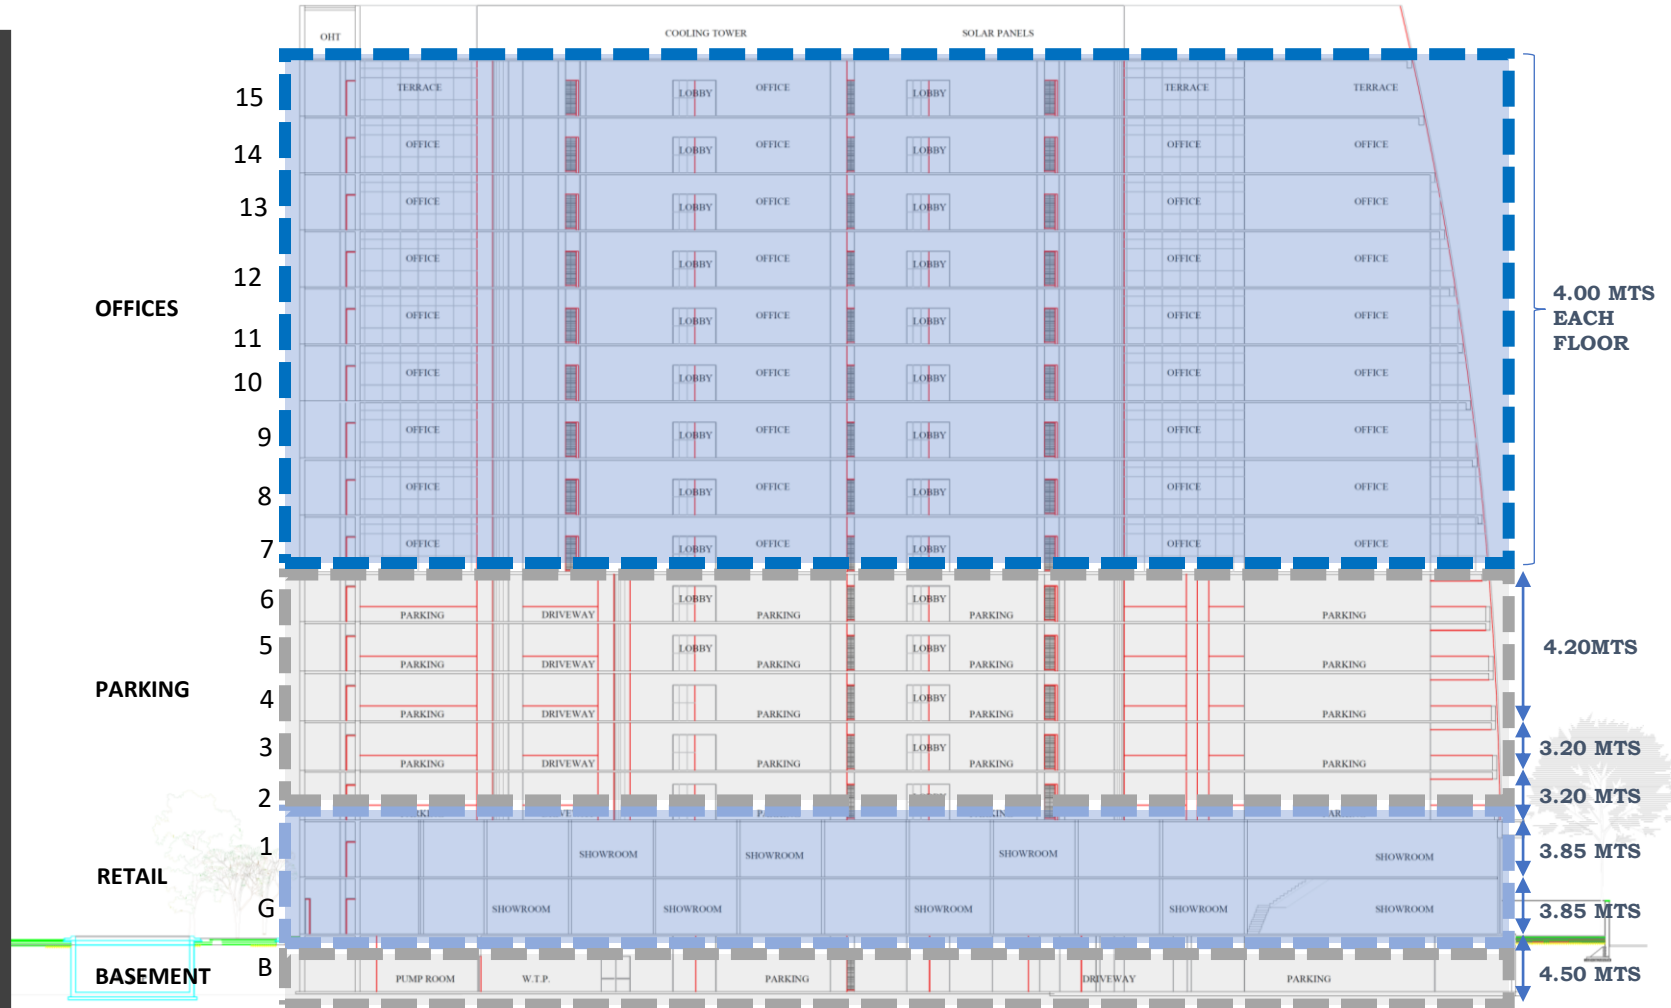 OHT COOLING TOWER SOLAR PANELS
15 TERRACE LOBBY OFFICE LOBBY TERRACE TERRACE
14 OFFICE LOBBY OFFICE LOBBY OFFICE OFFICE
13 OFFICE LOBBY OFFICE LOBBY OFFICE OFFICE
12 OFFICE LOBBY OFFICE LOBBY OFFICE OFFICE
OFFICES
4.00 MTS
EACH
FLOOR
11 OFFICE LOBBY OFFICE LOBBY OFFICE OFFICE
10 OFFICE LOBBY OFFICE LOBBY OFFICE OFFICE
9 OFFICE LOBBY OFFICE LOBBY OFFICE OFFICE
8 OFFICE LOBBY OFFICE LOBBY OFFICE OFFICE
7 OFFICE LOBBY OFFICE LOBBY OFFICE OFFICE
6 LOBBY LOBBY
PARKING DRIVEWAY PARKING PARKING PARKING
5 LOBBY LOBBY 4.20MTS
PARKING DRIVEWAY PARKING PARKING PARKING
PARKING
4 LOBBY
PARKING DRIVEWAY PARKING PARKING PARKING
3 LOBBY 3.20 MTS
PARKING DRIVEWAY PARKING PARKING PARKING
2 3.20 MTS
1 SHOWROOM SHOWROOM SHOWROOM SHOWROOM 3.85 MTS
RETAIL
G SHOWROOM SHOWROOM SHOWROOM SHOWROOM SHOWROOM 3.85 MTS
BASEMENT B PUMP ROOM W.T.P. PARKING DRIVEWAY PARKING 4.50 MTS